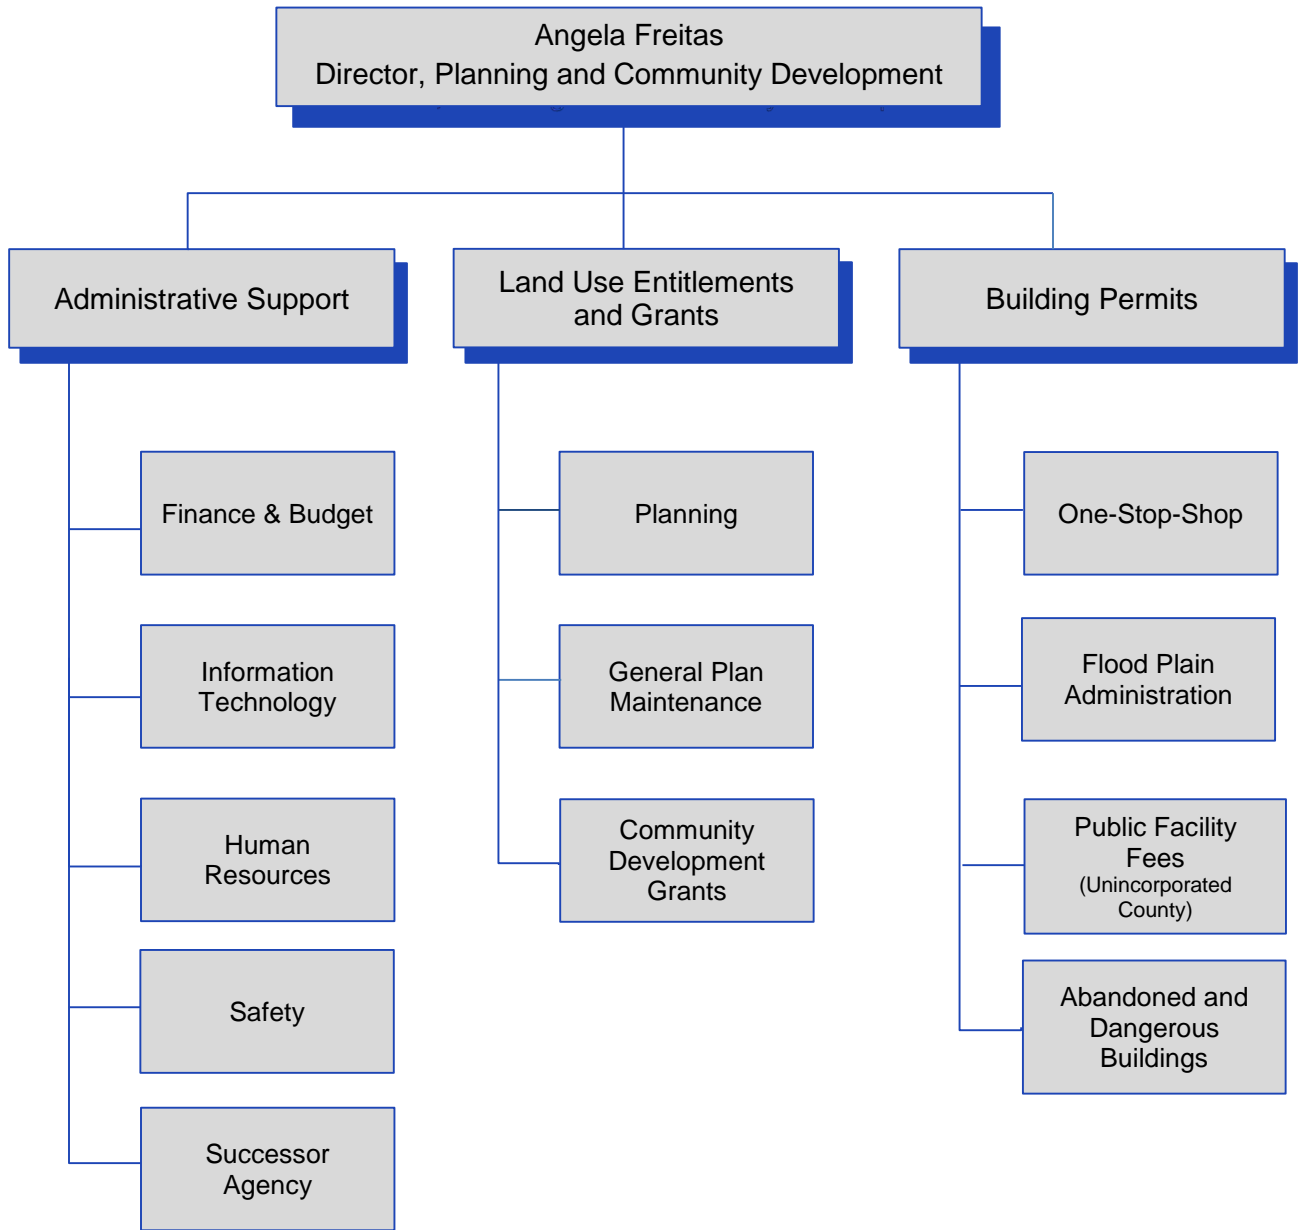 Angela Freitas
Director, Planning and Community Development
Administrative Support
Land Use Entitlements
and Grants
Building Permits
Finance & Budget
Information
Technology
Human
Resources
Safety
Successor
Agency
Planning
General Plan
Maintenance
Community
Development
Grants
One-Stop-Shop
Flood Plain
Administration
Public Facility
Fees
(Unincorporated
County)
Abandoned and
Dangerous
Buildings